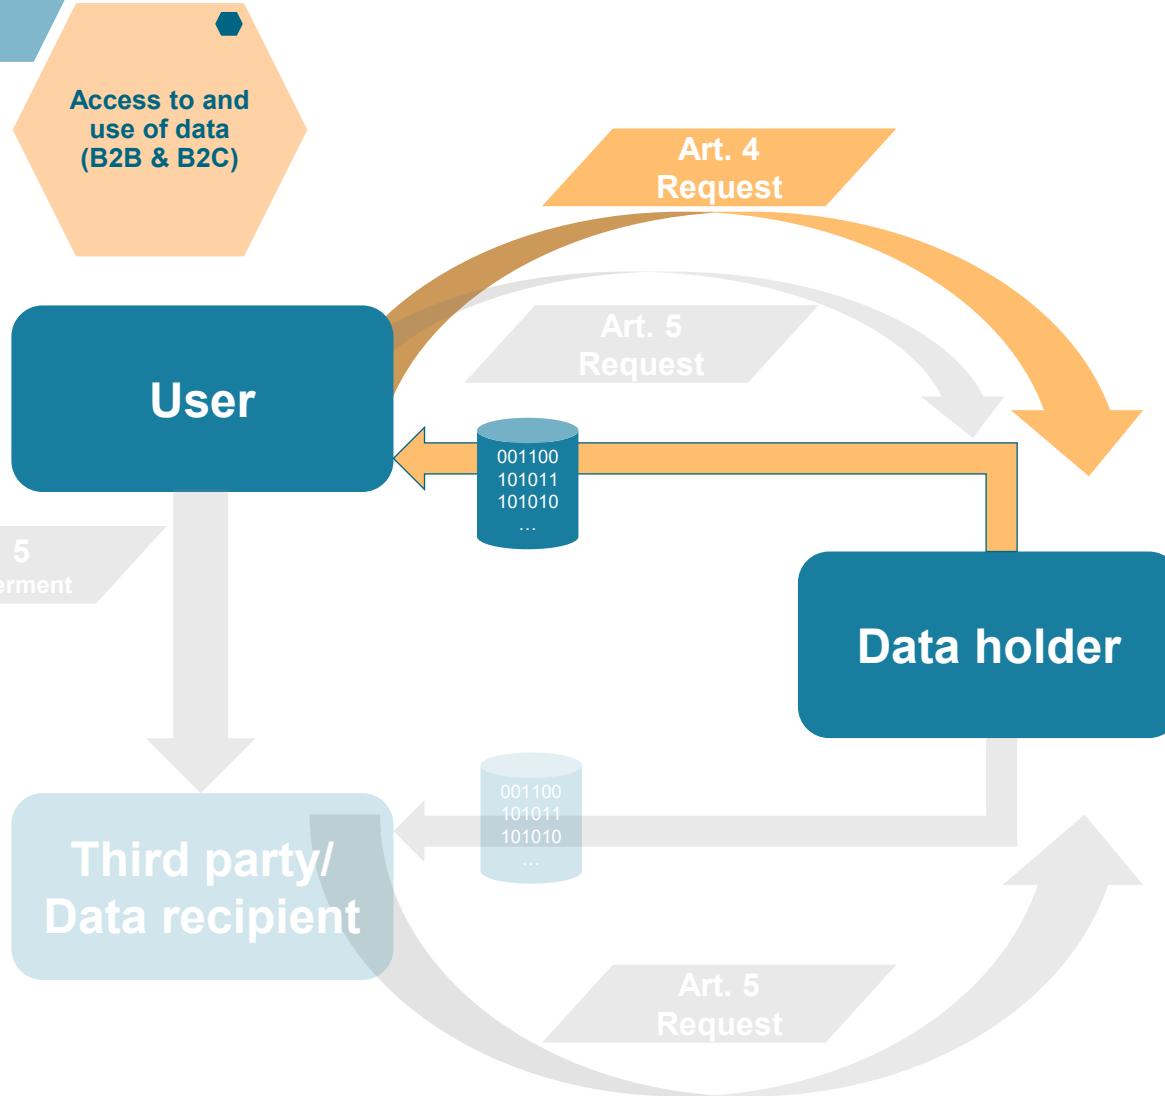 Access to and
use of data
(B2B & B2C)
Art. 4
Request
Art. 5
Request
User
001100
101011
101010
...
5
erment
Data holder
001100
101011
101010
...
Third party/
Data recipient
Art. 5
Request